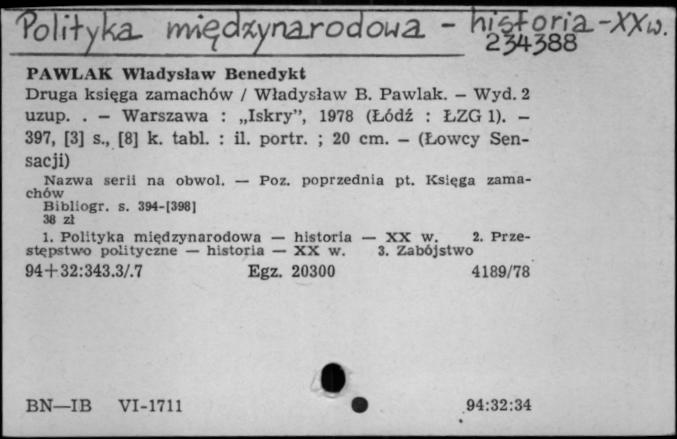 Polityka międzynarodowa - historia - XX w.
234388
PAWLAK Władysław Benedykt
Druga księga zamachów / Władysław B. Pawlak. – Wyd. 2
uzup. . – Warszawa : „Iskry”, 1978 (Łódź : ŁZG 1). –
397, [3] s., [8] k. tabl. : il. portr. ; 20 cm. – (Łowcy Sen-
sacji)
Nazwa serii na obwol. — Poz. poprzednia pt. Księga zama-
chów
Bibliogr. s. 394-[398]
38 zł
1. Polityka międzynarodowa — historia — XX w. 2. Prze-
stępstwo polityczne — historia — XX w. 3. Zabójstwo
94+32:343.3/.7 Egz. 20300 4189/78
BN—IB VI-1711 94:32:34